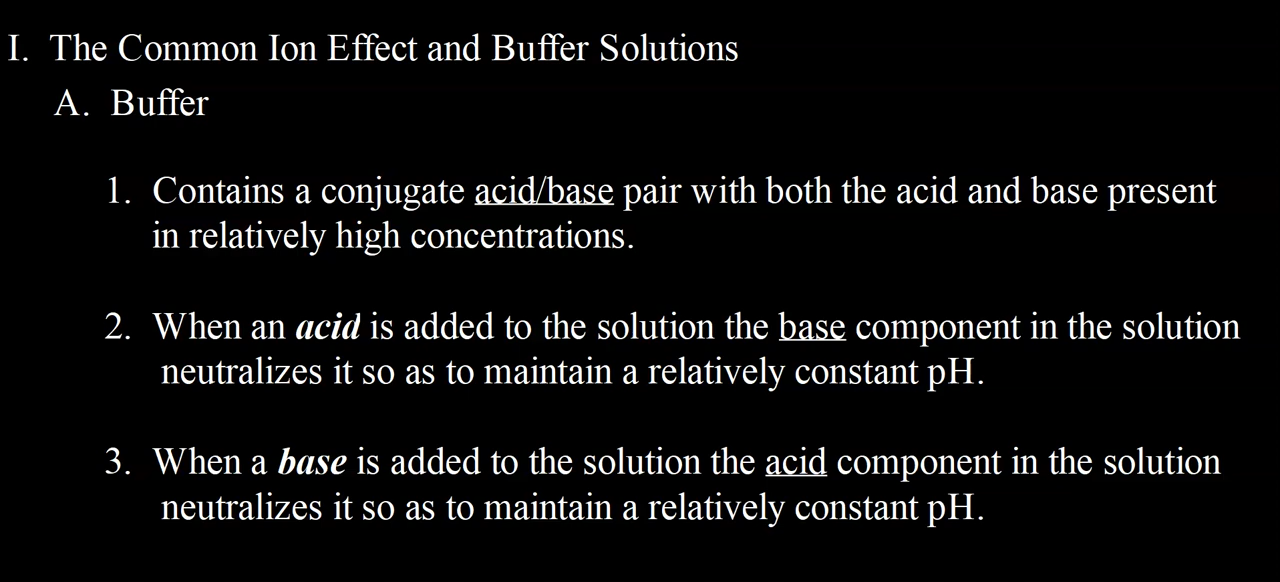 I. The Common Ion Effect and Buffer Solutions
A. Buffer
1. Contains a conjugate acid/base pair with both the acid and base present
in relatively high concentrations.
2. When an acid is added to the solution the base component in the solution
neutralizes it so as to maintain a relatively constant pH.
3. When a base is added to the solution the acid component in the solution
neutralizes it so as to maintain a relatively constant pH.